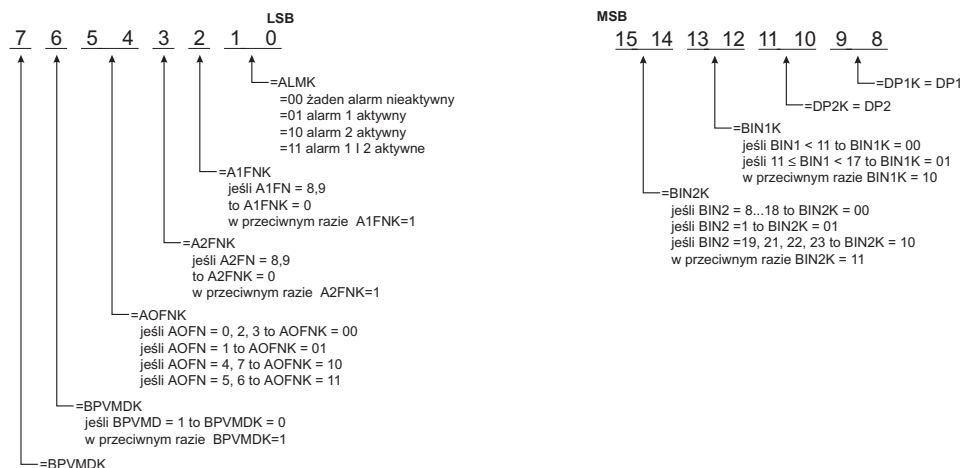 LSB
7 6 5 4 3 2 1 0
=ALMK
=00 żaden alarm nieaktywny
=01 alarm 1 aktywny
=10 alarm 2 aktywny
=11 alarm 1 I 2 aktywne
=A1FNK
jeśli A1FN = 8,9
to A1FNK = 0
w przeciwnym razie A1FNK=1
=A2FNK
jeśli A2FN = 8,9
to A2FNK = 0
w przeciwnym razie A2FNK=1
=AOFNK
jeśli AOFN = 0, 2, 3 to AOFNK = 00
jeśli AOFN = 1 to AOFNK = 01
jeśli AOFN = 4, 7 to AOFNK = 10
jeśli AOFN = 5, 6 to AOFNK = 11
=BPVMDK
jeśli BPVMD = 1 to BPVMDK = 0
w przeciwnym razie BPVMDK=1
=BPVMDK
MSB
15 14 13 12 11 10 9 8
=DP1K = DP1
=DP2K = DP2
=BIN1K
jeśli BIN1 < 11 to BIN1K = 00
jeśli 11 ≤ BIN1 < 17 to BIN1K = 01
w przeciwnym razie BIN1K = 10
=BIN2K
jeśli BIN2 = 8...18 to BIN2K = 00
jeśli BIN2 =1 to BIN2K = 01
jeśli BIN2 =19, 21, 22, 23 to BIN2K = 10
w przeciwnym razie BIN2K = 11